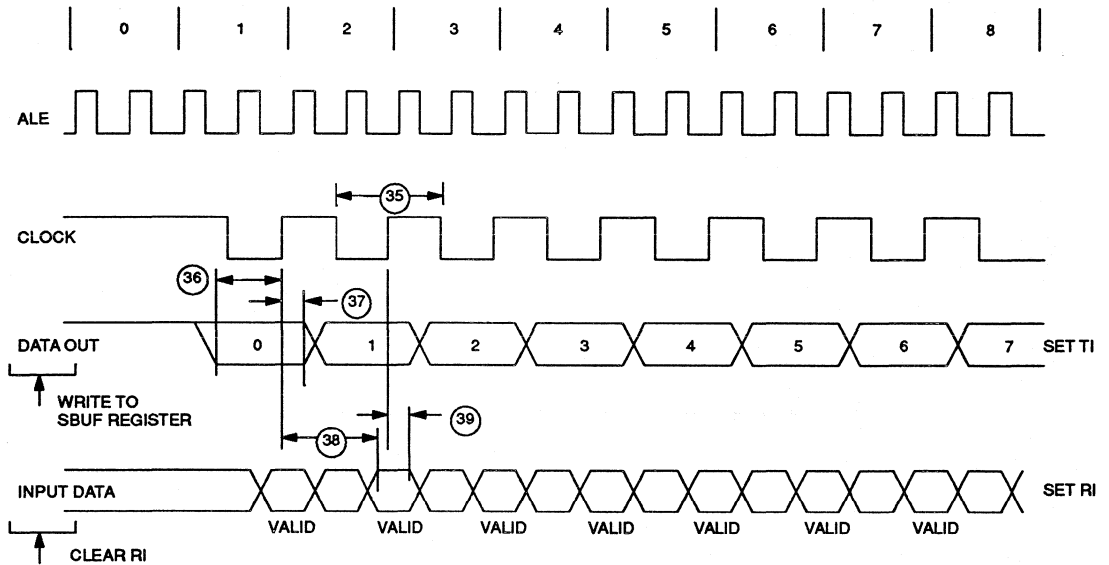 0 1 2 3 4 5 6 7 8
ALE
35
CLOCK
36
37
DATA OUT 0 1 2 3 4 5 6 7 SET TI
WRITE TO
SBUF REGISTER
39
38
INPUT DATA SET RI
VALID VALID VALID VALID VALID VALID VALID
CLEAR RI